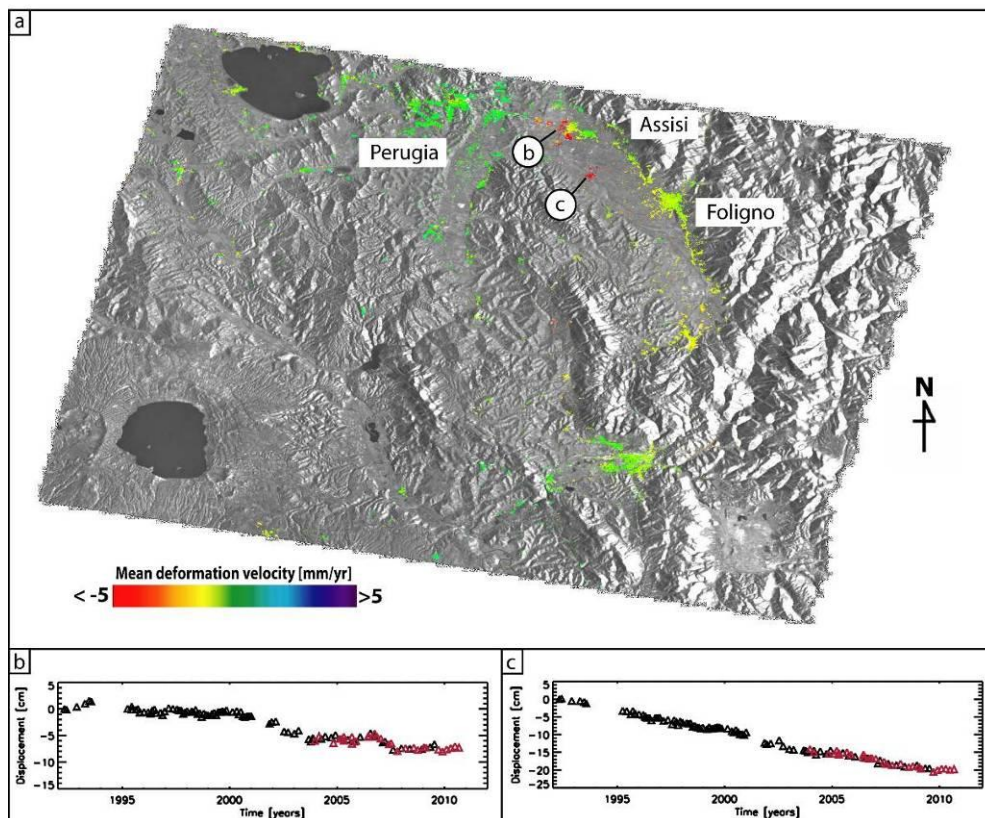 a
Assisi
b
Perugia
c
Foligno
N
Mean deformation velocity [mm/yr]
< -5 >5
b
Displacement [cm]
5
0
-5
-10
-15
1995 2000 2005 2010
Time [years]
c
Displacement [cm]
5
0
-5
-10
-15
-20
-25
1995 2000 2005 2010
Time [years]